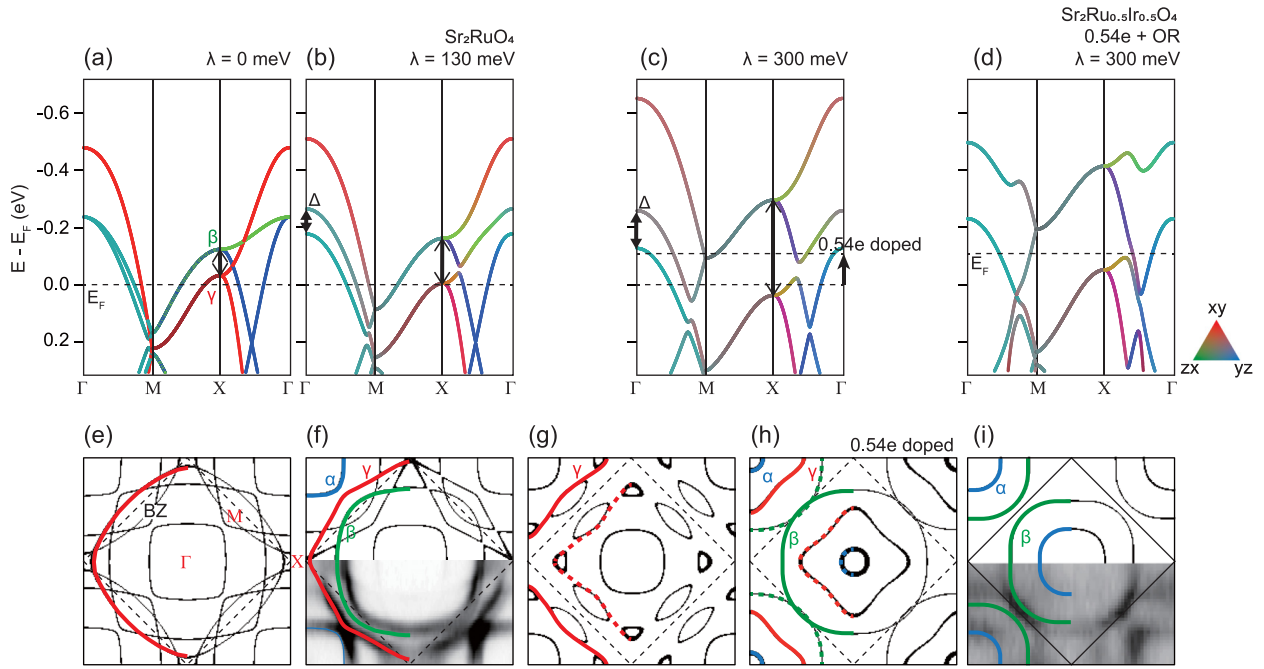 Sr₂RuO₄
Sr₂Ru₀.₅Ir₀.₅O₄
0.54e + OR
(a) λ = 0 meV
(b) λ = 130 meV
(c) λ = 300 meV
(d) λ = 300 meV
E - E_F (eV)
-0.6
-0.4
-0.2
0.0
0.2
β
γ
E_F
Δ
Δ
0.54e doped
E_F
Γ M X Γ
Γ M X Γ
Γ M X Γ
Γ M X Γ
xy
zx yz
(e)
(f)
(g)
(h) 0.54e doped
(i)
BZ
M
Γ
X
α
γ
β
γ
α
γ
β
α
β